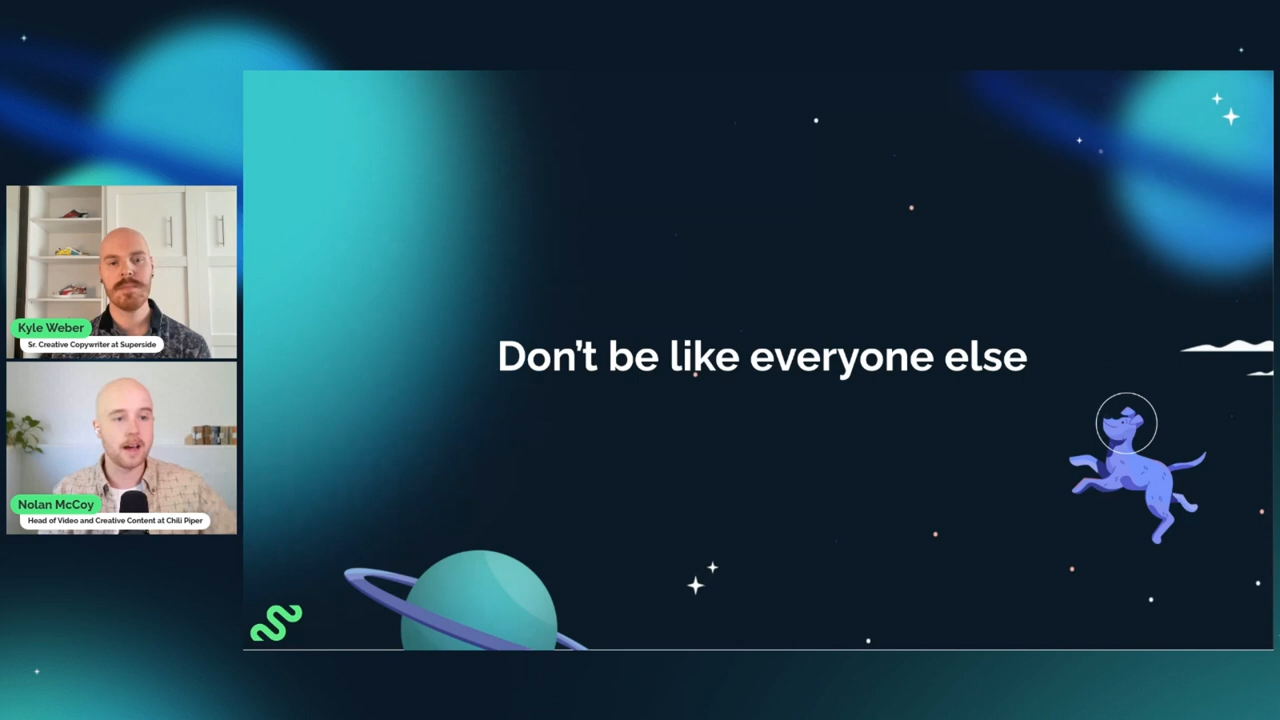 Kyle Weber
Sr. Creative Copywriter at Superside
Nolan McCoy
Head of Video and Creative Content at Chili Piper
Don't be like everyone else